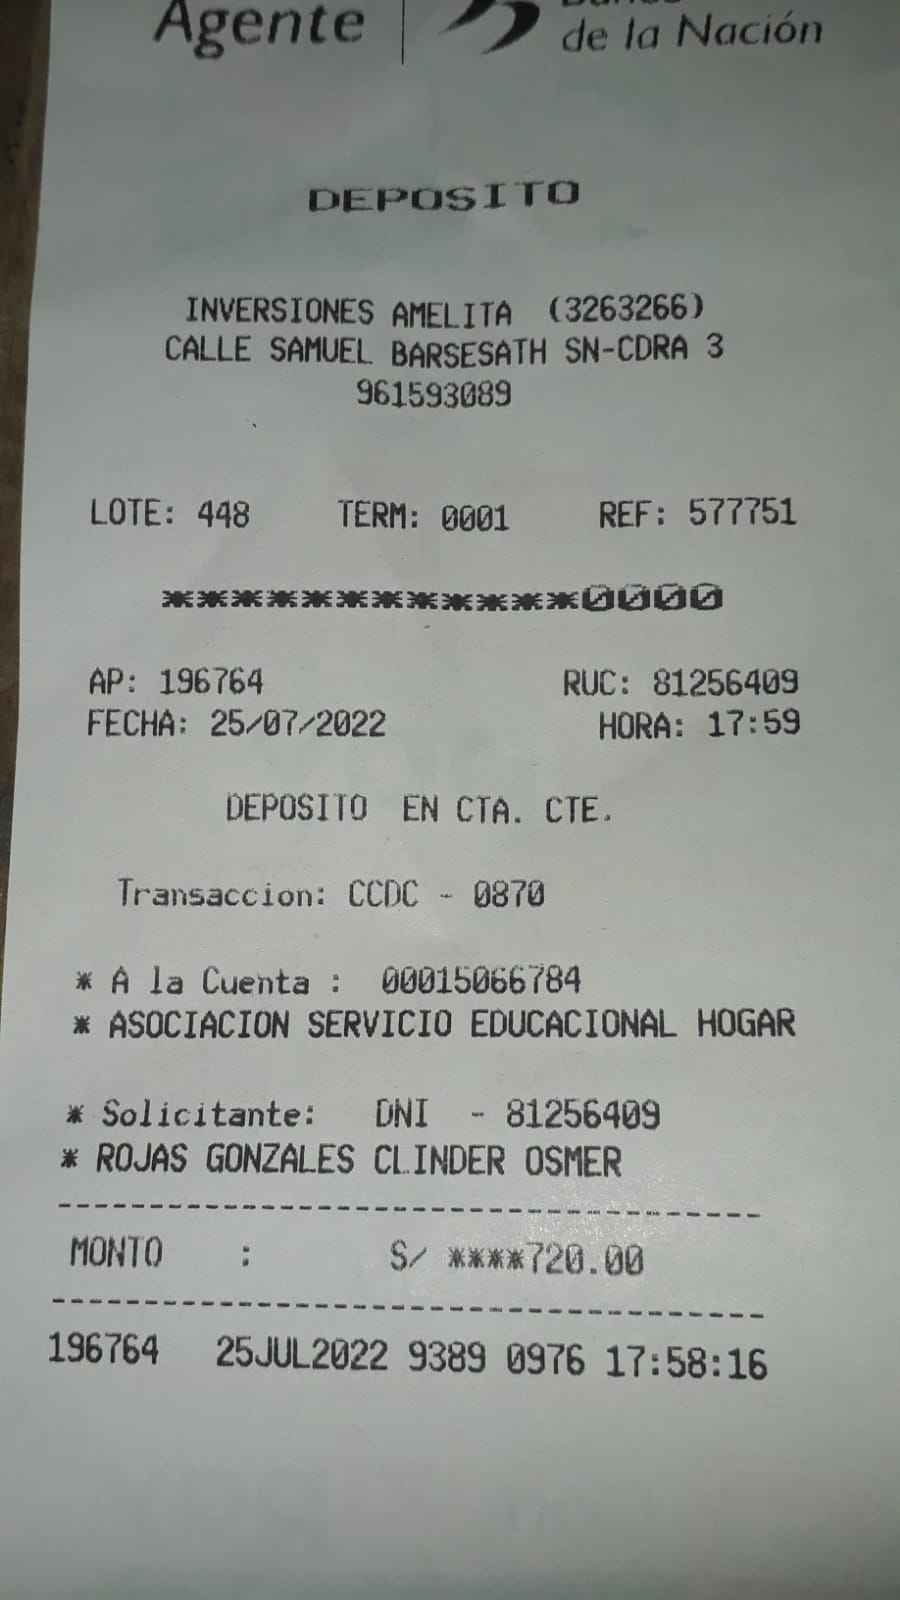 Agente
de la Nación
DEPOSITO
INVERSIONES AMELITA (3263266)
CALLE SAMUEL BARSESATH SN-CDRA 3
961593089
LOTE: 448 TERM: 0001 REF: 577751
************0000
AP: 196764 RUC: 81256409
FECHA: 25/07/2022 HORA: 17:59
DEPOSITO EN CTA. CTE.
Transaccion: CCDC - 0870
* A la Cuenta : 00015066784
* ASOCIACION SERVICIO EDUCACIONAL HOGAR
* Solicitante: DNI - 81256409
* ROJAS GONZALES CLINDER OSMER
----------------------------------------
MONTO : S/ ****720.00
----------------------------------------
196764 25JUL2022 9389 0976 17:58:16